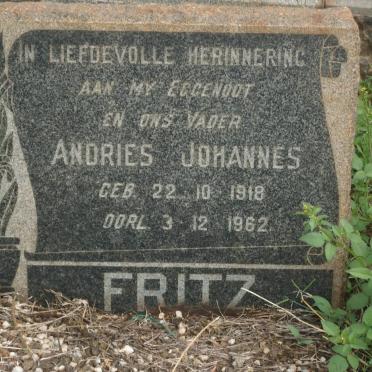 IN LIEFDEVOLLE HERINNERING
AAN MY EGGENOOT
EN ONS VADER
ANDRIES JOHANNES
GEB. 22.10.1918
OORL. 3.12.1962.
FRITZ